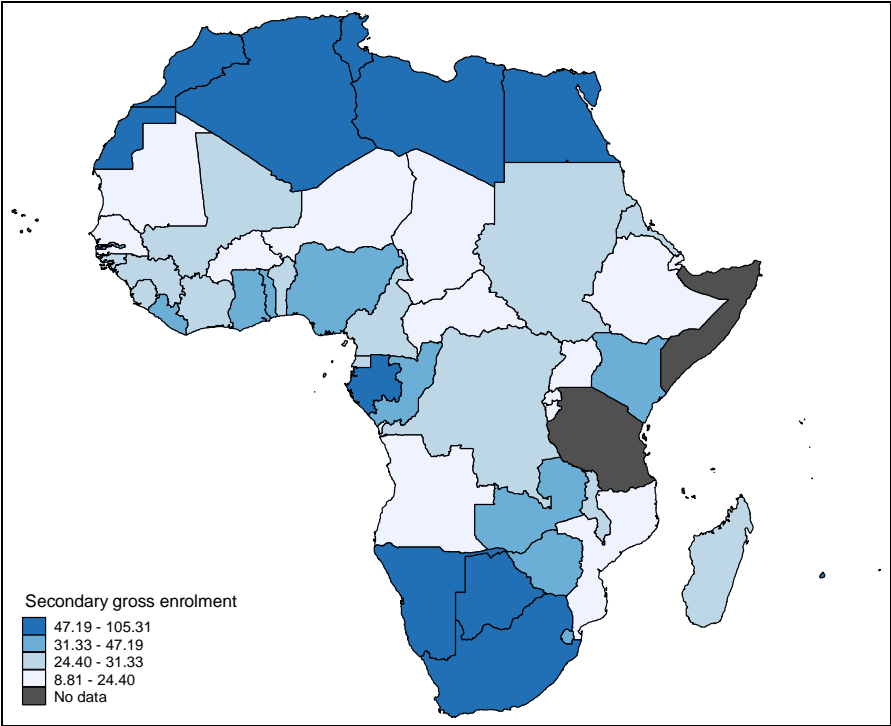 Secondary gross enrolment
47.19 - 105.31
31.33 - 47.19
24.40 - 31.33
8.81 - 24.40
No data